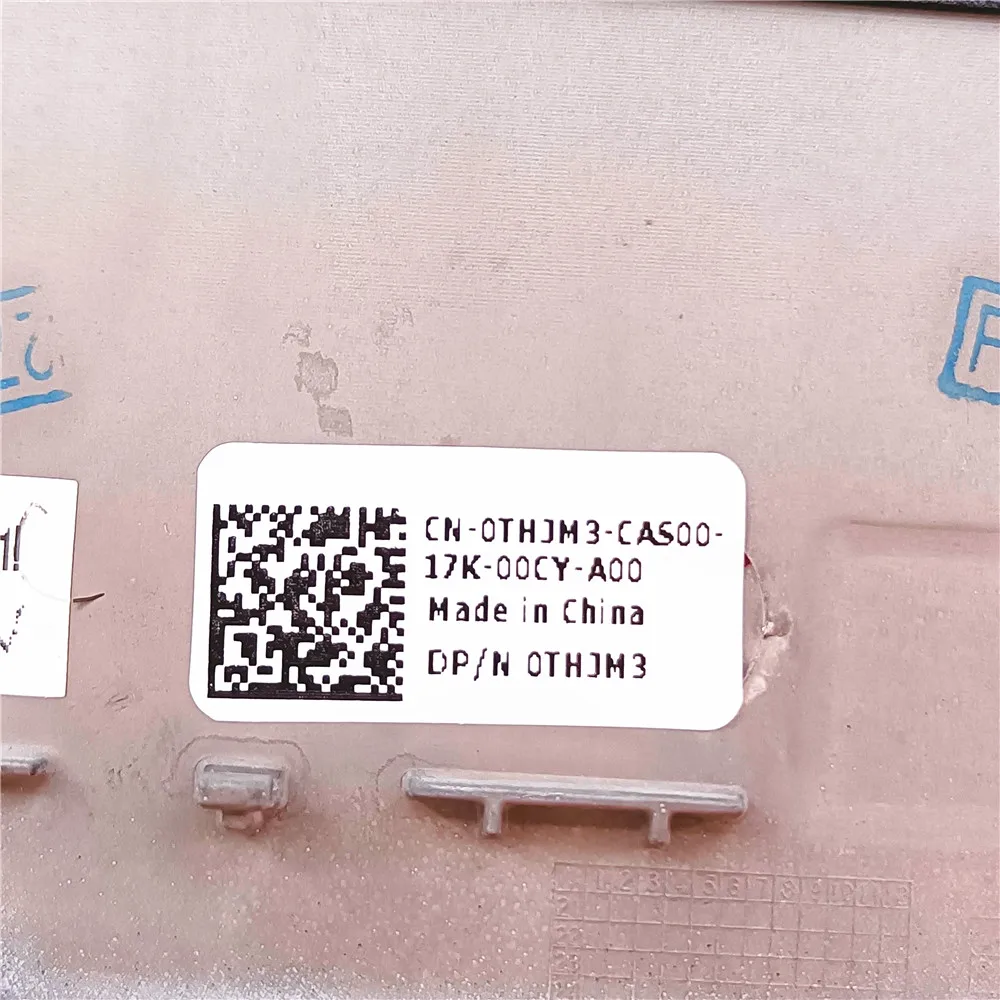 CN-0THJM3-CAS00-
17K-00CY-A00
Made in China
DP/N 0THJM3